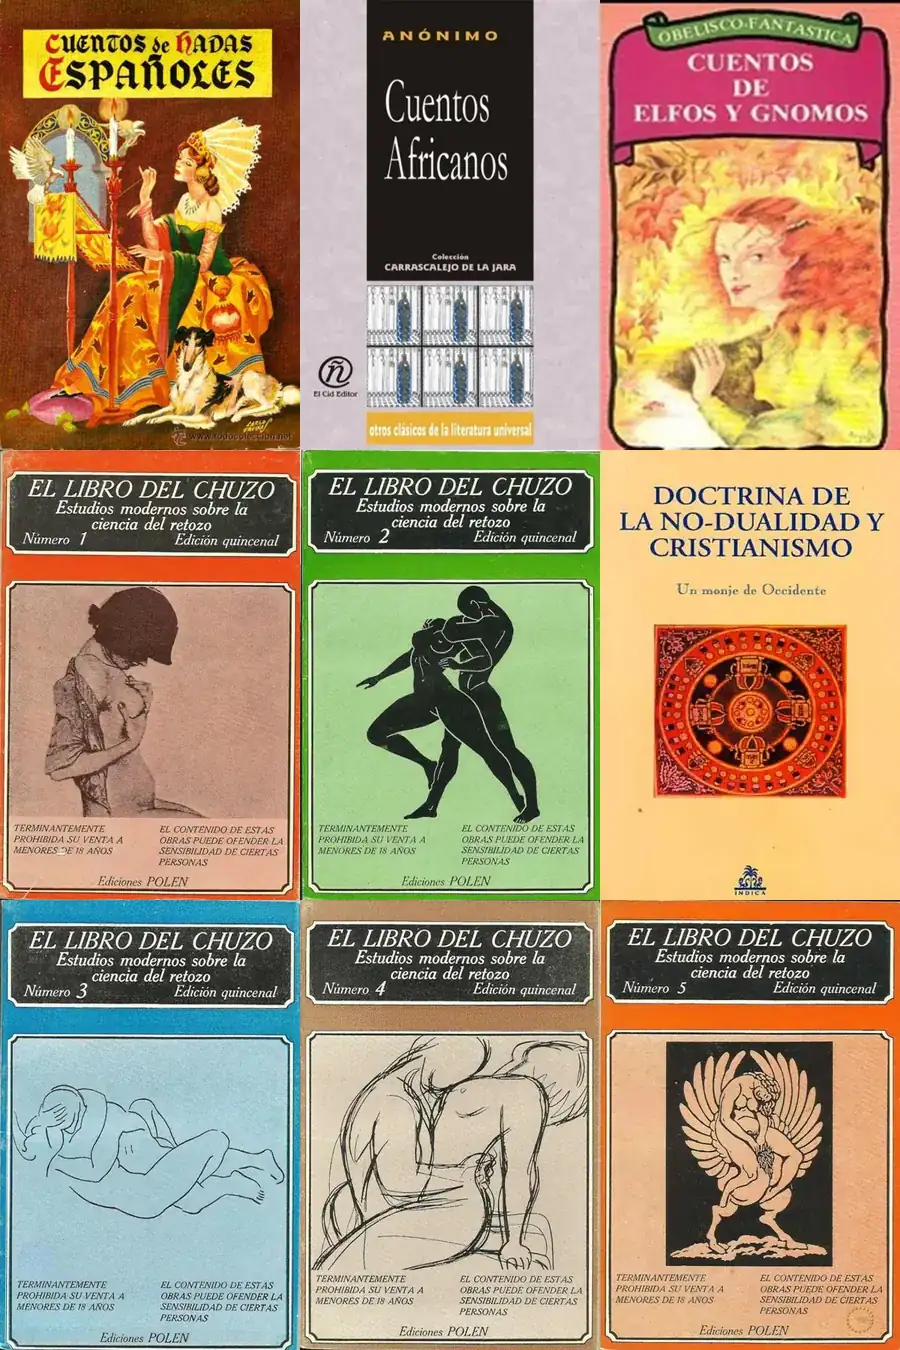 CUENTOS de HADAS
ESPAÑOLES
www.todocoleccion.net
ANÓNIMO
Cuentos
Africanos
Colección
CARRASCALEJO DE LA JARA
ñ
El Cid Editor
otros clásicos de la literatura universal
OBELISCO-FANTASTICA
CUENTOS
DE
ELFOS Y GNOMOS
EL LIBRO DEL CHUZO
Estudios modernos sobre la
ciencia del retozo
Número 1 Edición quincenal
TERMINANTEMENTE
PROHIBIDA SU VENTA A
MENORES DE 18 AÑOS
EL CONTENIDO DE ESTAS
OBRAS PUEDE OFENDER LA
SENSIBILIDAD DE CIERTAS
PERSONAS
Ediciones POLEN
EL LIBRO DEL CHUZO
Estudios modernos sobre la
ciencia del retozo
Número 2 Edición quincenal
TERMINANTEMENTE
PROHIBIDA SU VENTA A
MENORES DE 18 AÑOS
EL CONTENIDO DE ESTAS
OBRAS PUEDE OFENDER LA
SENSIBILIDAD DE CIERTAS
PERSONAS
Ediciones POLEN
DOCTRINA DE
LA NO-DUALIDAD Y
CRISTIANISMO
Un monje de Occidente
INDICA
EL LIBRO DEL CHUZO
Estudios modernos sobre la
ciencia del retozo
Número 3 Edición quincenal
TERMINANTEMENTE
PROHIBIDA SU VENTA A
MENORES DE 18 AÑOS
EL CONTENIDO DE ESTAS
OBRAS PUEDE OFENDER LA
SENSIBILIDAD DE CIERTAS
PERSONAS
Ediciones POLEN
EL LIBRO DEL CHUZO
Estudios modernos sobre la
ciencia del retozo
Número 4 Edición quincenal
TERMINANTEMENTE
PROHIBIDA SU VENTA A
MENORES DE 18 AÑOS
EL CONTENIDO DE ESTAS
OBRAS PUEDE OFENDER LA
SENSIBILIDAD DE CIERTAS
PERSONAS
Ediciones POLEN
EL LIBRO DEL CHUZO
Estudios modernos sobre la
ciencia del retozo
Número 5 Edición quincenal
TERMINANTEMENTE
PROHIBIDA SU VENTA A
MENORES DE 18 AÑOS
EL CONTENIDO DE ESTAS
OBRAS PUEDE OFENDER LA
SENSIBILIDAD DE CIERTAS
PERSONAS
Ediciones POLEN